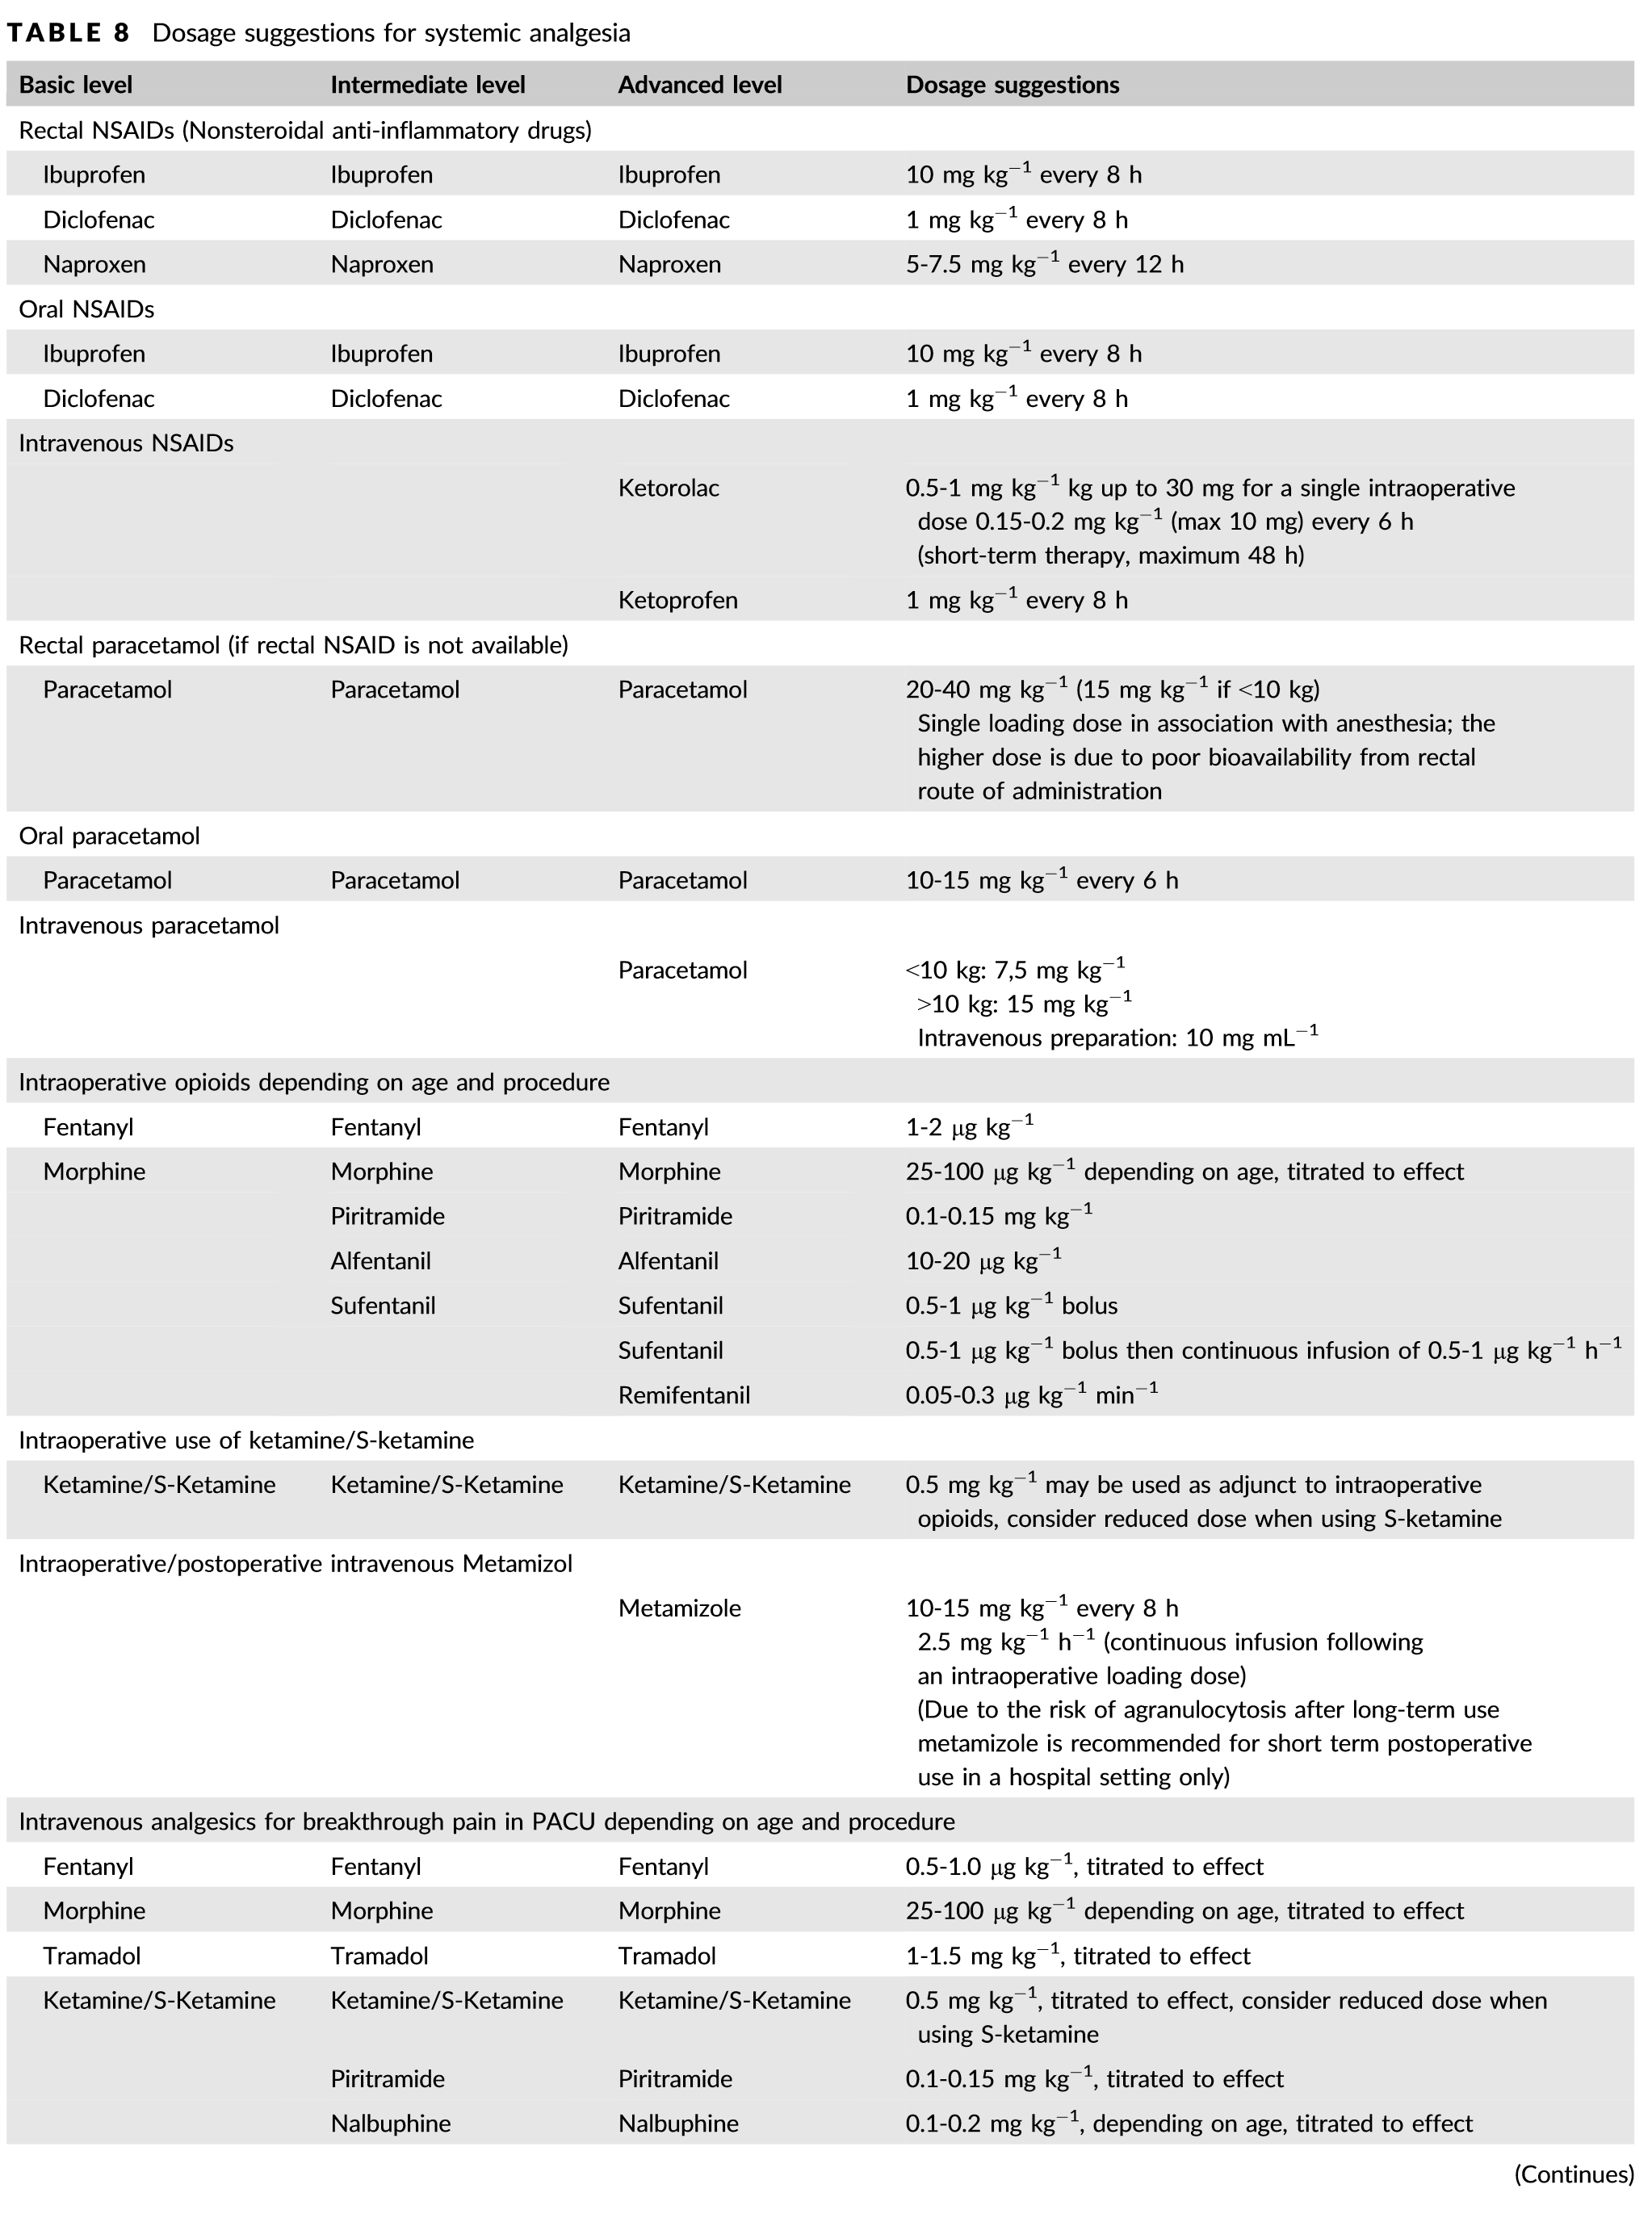 TABLE 8 Dosage suggestions for systemic analgesia
Basic level Intermediate level Advanced level Dosage suggestions
Rectal NSAIDs (Nonsteroidal anti-inflammatory drugs)
Ibuprofen Ibuprofen Ibuprofen 10 mg kg⁻¹ every 8 h
Diclofenac Diclofenac Diclofenac 1 mg kg⁻¹ every 8 h
Naproxen Naproxen Naproxen 5-7.5 mg kg⁻¹ every 12 h
Oral NSAIDs
Ibuprofen Ibuprofen Ibuprofen 10 mg kg⁻¹ every 8 h
Diclofenac Diclofenac Diclofenac 1 mg kg⁻¹ every 8 h
Intravenous NSAIDs
Ketorolac 0.5-1 mg kg⁻¹ kg up to 30 mg for a single intraoperative
dose 0.15-0.2 mg kg⁻¹ (max 10 mg) every 6 h
(short-term therapy, maximum 48 h)
Ketoprofen 1 mg kg⁻¹ every 8 h
Rectal paracetamol (if rectal NSAID is not available)
Paracetamol Paracetamol Paracetamol 20-40 mg kg⁻¹ (15 mg kg⁻¹ if <10 kg)
Single loading dose in association with anesthesia; the
higher dose is due to poor bioavailability from rectal
route of administration
Oral paracetamol
Paracetamol Paracetamol Paracetamol 10-15 mg kg⁻¹ every 6 h
Intravenous paracetamol
Paracetamol <10 kg: 7,5 mg kg⁻¹
>10 kg: 15 mg kg⁻¹
Intravenous preparation: 10 mg mL⁻¹
Intraoperative opioids depending on age and procedure
Fentanyl Fentanyl Fentanyl 1-2 μg kg⁻¹
Morphine Morphine Morphine 25-100 μg kg⁻¹ depending on age, titrated to effect
Piritramide Piritramide 0.1-0.15 mg kg⁻¹
Alfentanil Alfentanil 10-20 μg kg⁻¹
Sufentanil Sufentanil 0.5-1 μg kg⁻¹ bolus
Sufentanil 0.5-1 μg kg⁻¹ bolus then continuous infusion of 0.5-1 μg kg⁻¹ h⁻¹
Remifentanil 0.05-0.3 μg kg⁻¹ min⁻¹
Intraoperative use of ketamine/S-ketamine
Ketamine/S-Ketamine Ketamine/S-Ketamine Ketamine/S-Ketamine 0.5 mg kg⁻¹ may be used as adjunct to intraoperative
opioids, consider reduced dose when using S-ketamine
Intraoperative/postoperative intravenous Metamizol
Metamizole 10-15 mg kg⁻¹ every 8 h
2.5 mg kg⁻¹ h⁻¹ (continuous infusion following
an intraoperative loading dose)
(Due to the risk of agranulocytosis after long-term use
metamizole is recommended for short term postoperative
use in a hospital setting only)
Intravenous analgesics for breakthrough pain in PACU depending on age and procedure
Fentanyl Fentanyl Fentanyl 0.5-1.0 μg kg⁻¹, titrated to effect
Morphine Morphine Morphine 25-100 μg kg⁻¹ depending on age, titrated to effect
Tramadol Tramadol Tramadol 1-1.5 mg kg⁻¹, titrated to effect
Ketamine/S-Ketamine Ketamine/S-Ketamine Ketamine/S-Ketamine 0.5 mg kg⁻¹, titrated to effect, consider reduced dose when
using S-ketamine
Piritramide Piritramide 0.1-0.15 mg kg⁻¹, titrated to effect
Nalbuphine Nalbuphine 0.1-0.2 mg kg⁻¹, depending on age, titrated to effect
(Continues)